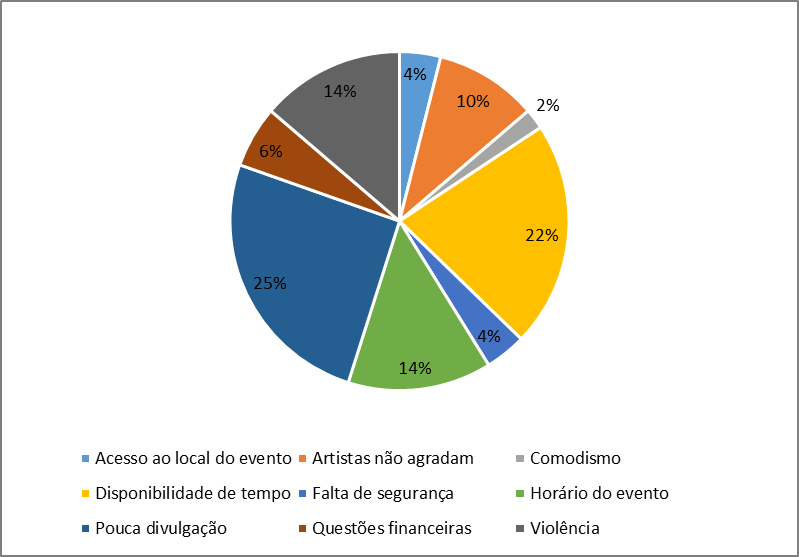 4%
10%
2%
14%
6%
22%
25%
4%
14%
Acesso ao local do evento
Artistas não agradam
Comodismo
Disponibilidade de tempo
Falta de segurança
Horário do evento
Pouca divulgação
Questões financeiras
Violência